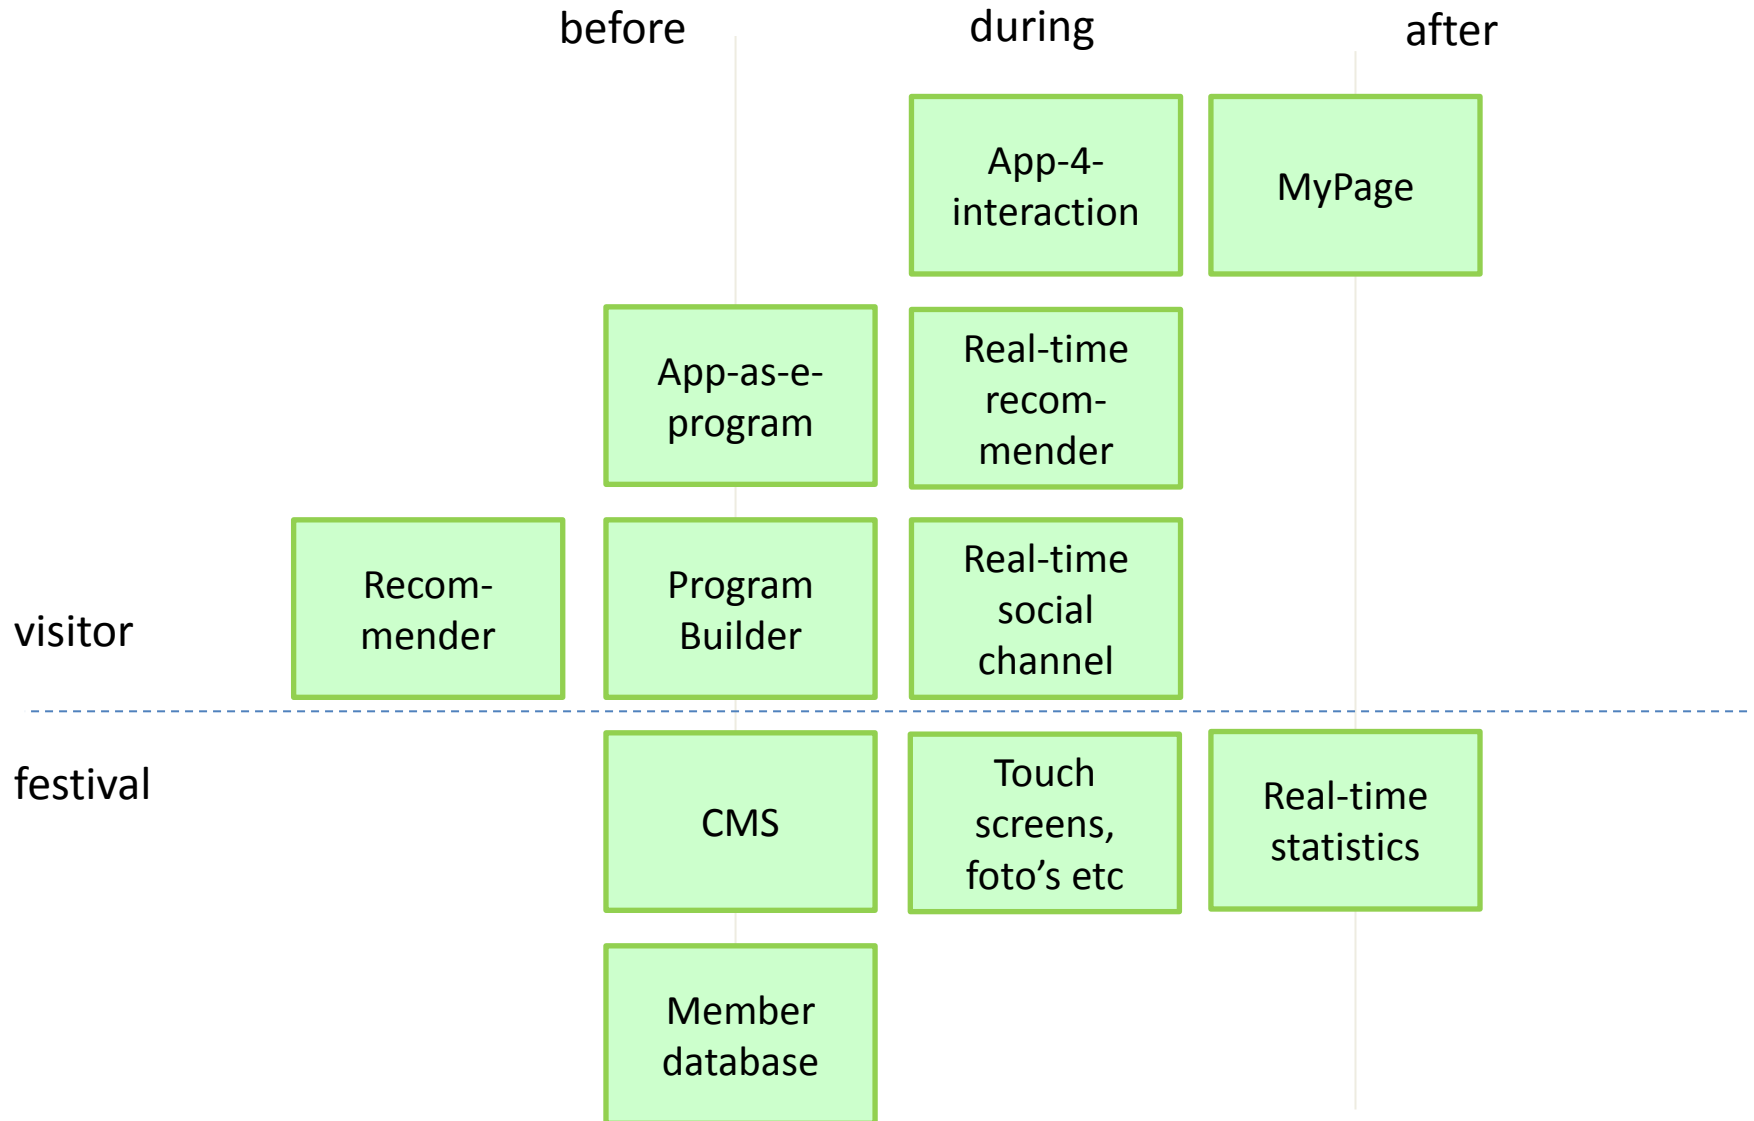 before
during
after
App-4-
interaction
MyPage
App-as-e-
program
Real-time
recom-
mender
visitor
Recom-
mender
Program
Builder
Real-time
social
channel
festival
CMS
Touch
screens,
foto’s etc
Real-time
statistics
Member
database